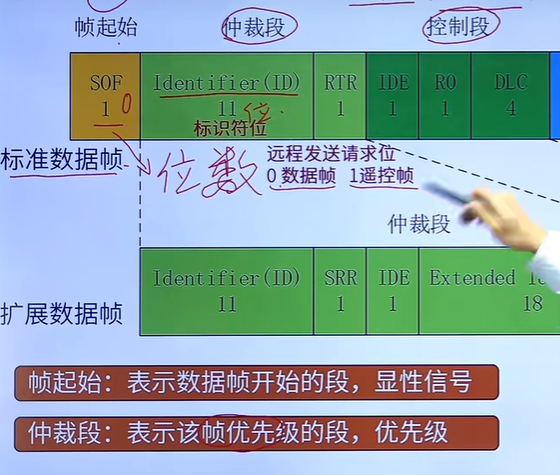 帧起始 仲裁段 控制段
SOF Identifier(ID) RTR IDE R0 DLC
1 0 11 位 1 1 1 4
标识符位
标准数据帧 位数 远程发送请求位
0 数据帧 1遥控帧
仲裁段
Identifier(ID) SRR IDE Extended
11 1 1 18
扩展数据帧
帧起始：表示数据帧开始的段，显性信号
仲裁段：表示该帧优先级的段，优先级